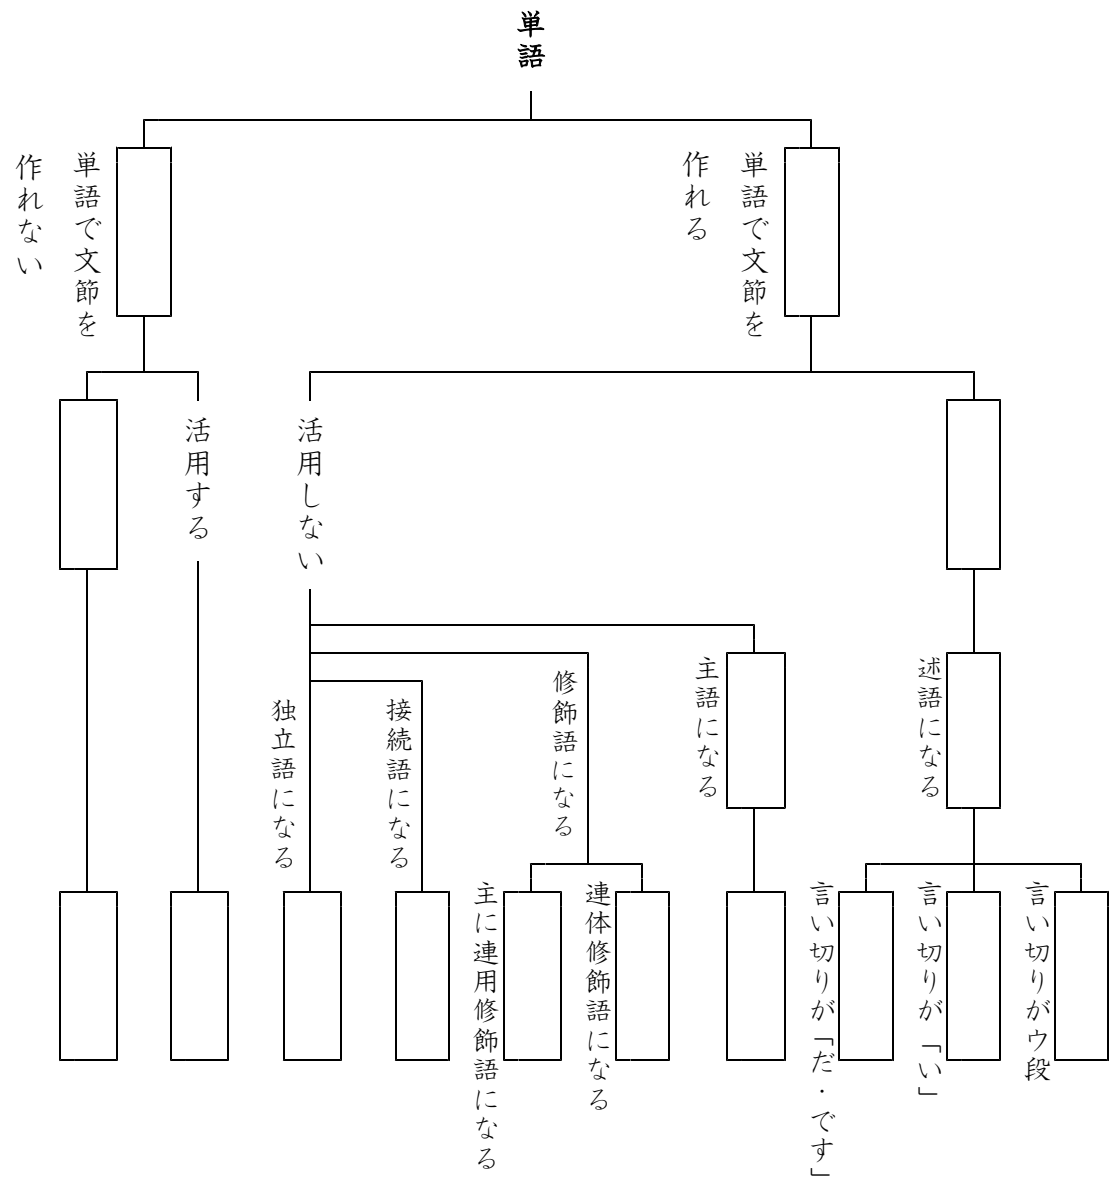 単語
単語で文節を
作れる
単語で文節を
作れない
活用しない
活用する
述語になる
主語になる
修飾語になる
接続語になる
独立語になる
言い切りがウ段
言い切りが「い」
言い切りが「だ・です」
連体修飾語になる
主に連用修飾語になる